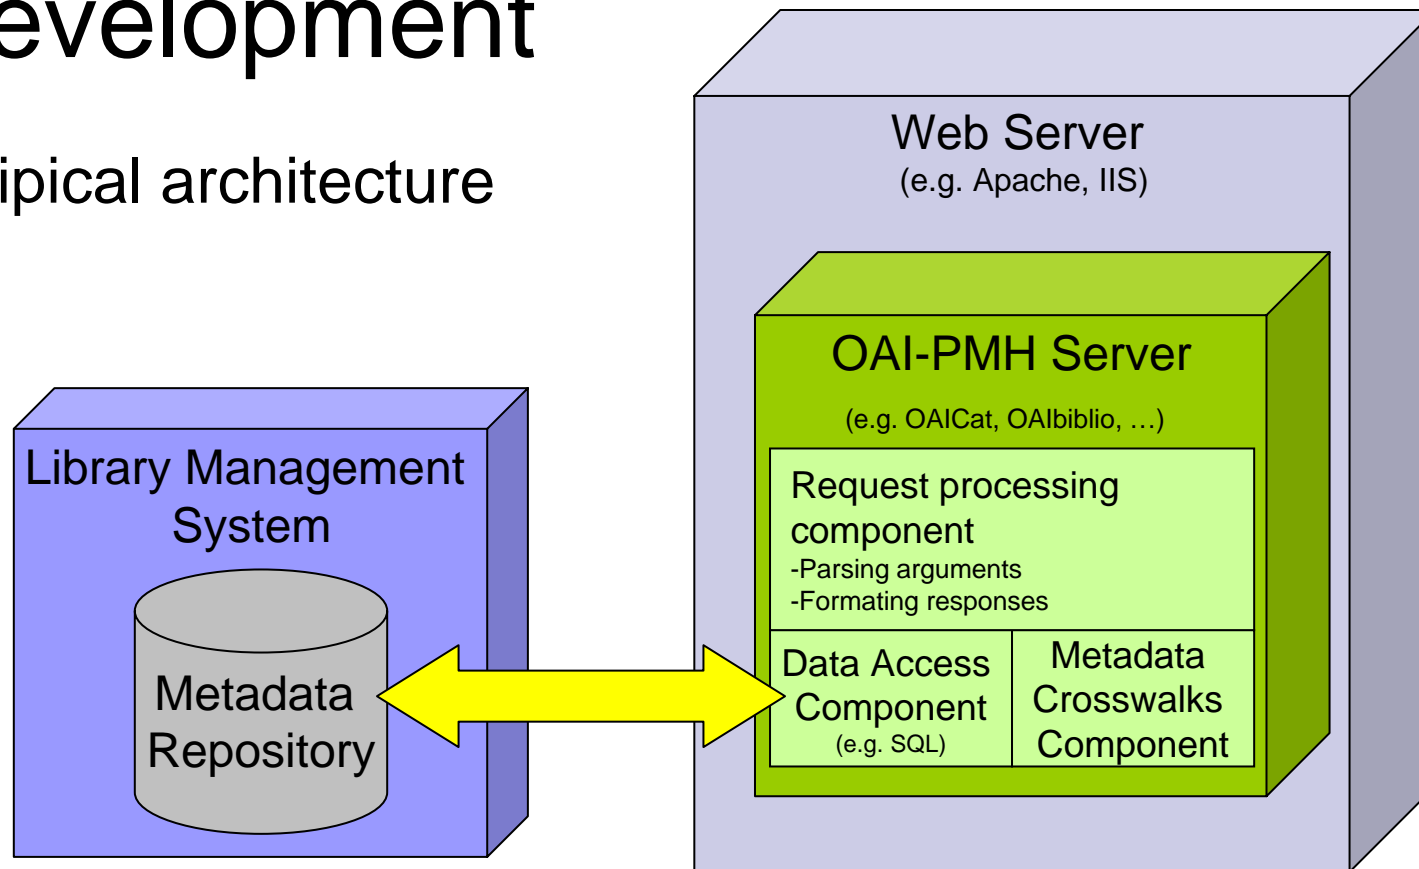 evelopment
ipical architecture
Web Server
(e.g. Apache, IIS)
OAI-PMH Server
(e.g. OAICat, OAIbiblio, …)
Request processing
component
-Parsing arguments
-Formating responses
Data Access
Component
(e.g. SQL)
Metadata
Crosswalks
Component
Library Management
System
Metadata
Repository